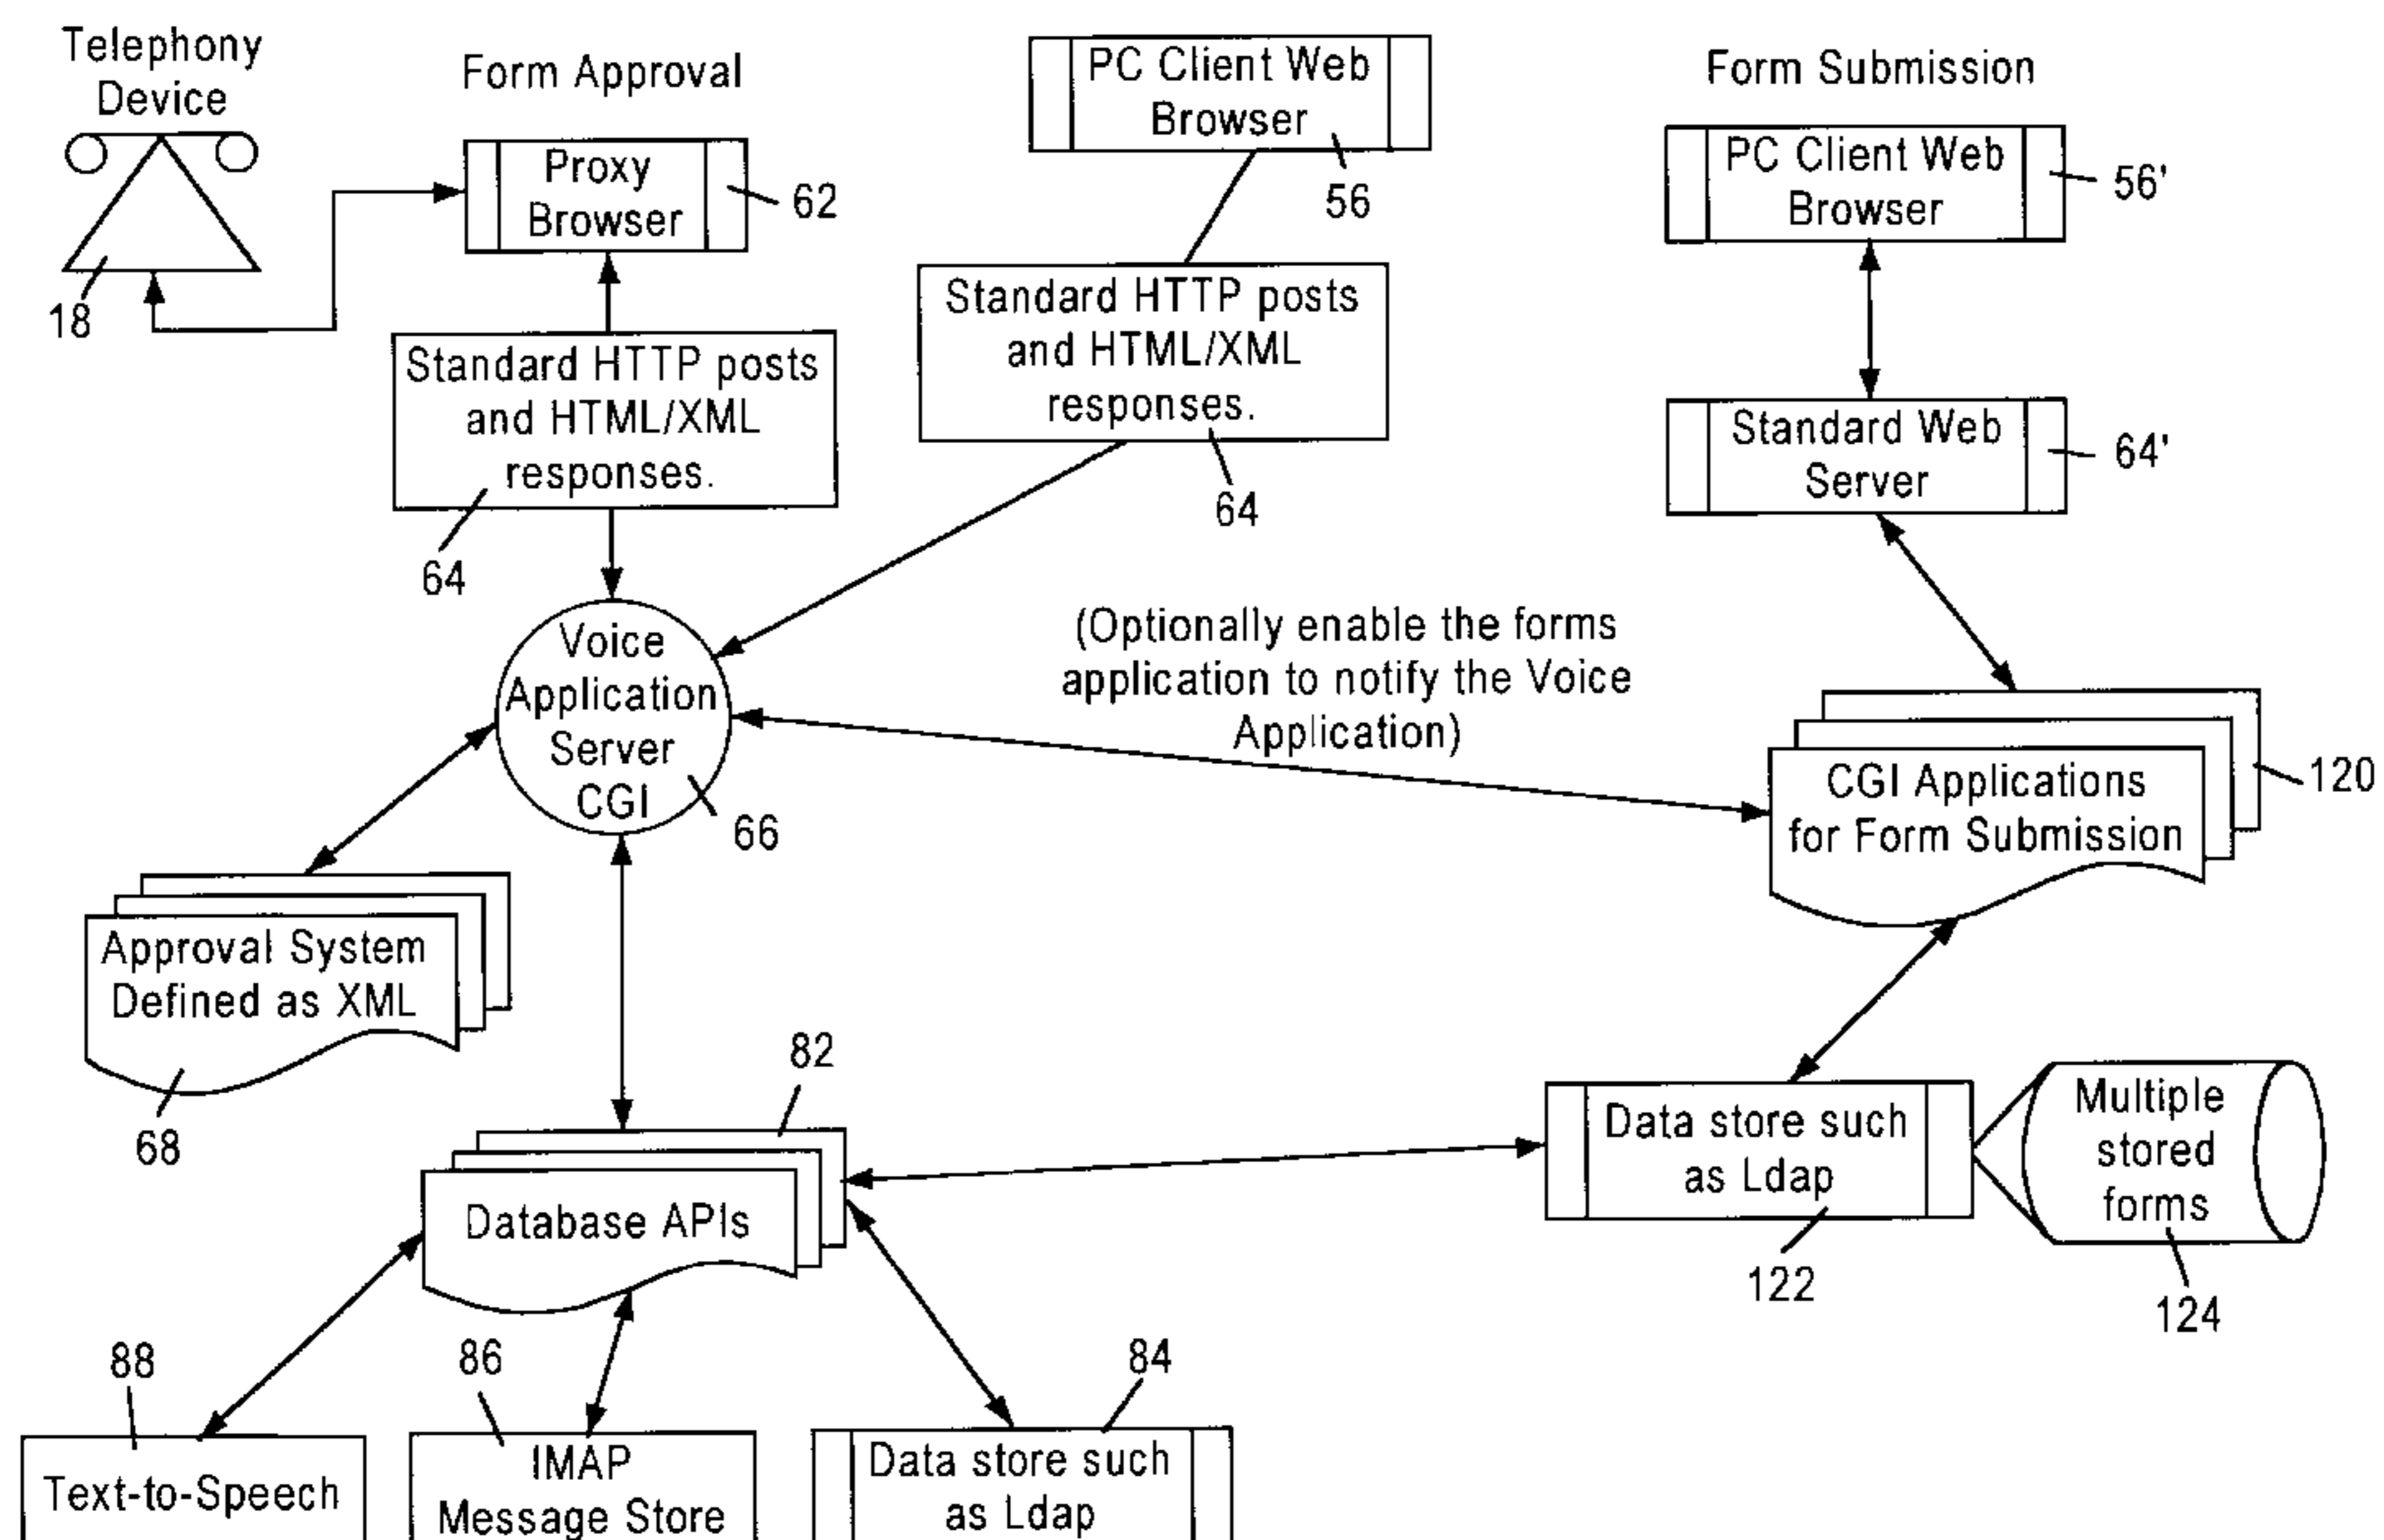 Telephony
Device
18
Form Approval
Proxy
Browser
62
Standard HTTP posts
and HTML/XML
responses.
64
PC Client Web
Browser
56
Standard HTTP posts
and HTML/XML
responses.
64
Form Submission
PC Client Web
Browser
56'
Standard Web
Server
64'
Voice
Application
Server
CGI
66
(Optionally enable the forms
application to notify the Voice
Application)
CGI Applications
for Form Submission
120
Approval System
Defined as XML
68
82
Database APIs
Data store such
as Ldap
122
Multiple
stored
forms
124
88
Text-to-Speech
86
IMAP
Message Store
84
Data store such
as Ldap